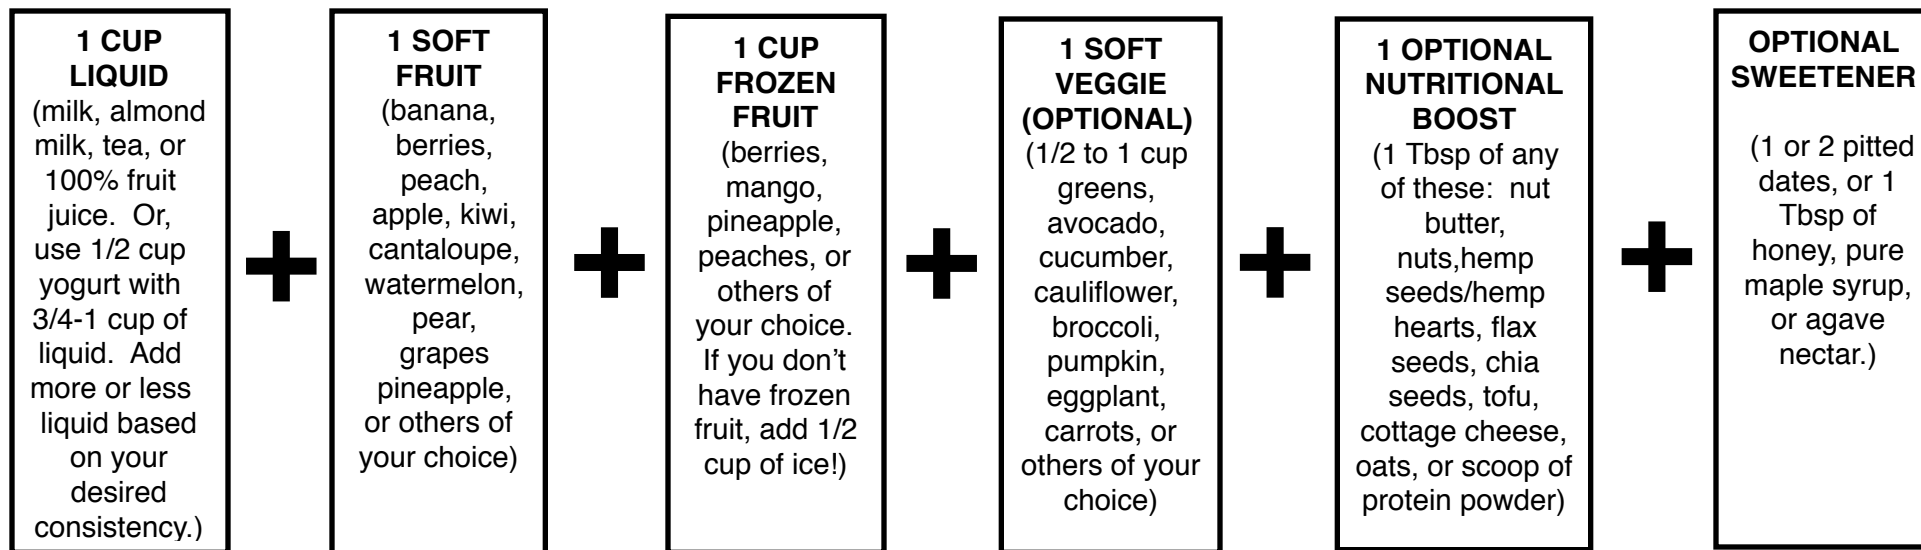 1 CUP
LIQUID
(milk, almond
milk, tea, or
100% fruit
juice.  Or,
use 1/2 cup
yogurt with
3/4-1 cup of
liquid.  Add
more or less
liquid based
on your
desired
consistency.)
+
1 SOFT
FRUIT
(banana,
berries,
peach,
apple, kiwi,
cantaloupe,
watermelon,
pear,
grapes
pineapple,
or others of
your choice)
+
1 CUP
FROZEN
FRUIT
(berries,
mango,
pineapple,
peaches, or
others of
your choice.
If you don’t
have frozen
fruit, add 1/2
cup of ice!)
+
1 SOFT
VEGGIE
(OPTIONAL)
(1/2 to 1 cup
greens,
avocado,
cucumber,
cauliflower,
broccoli,
pumpkin,
eggplant,
carrots, or
others of your
choice)
+
1 OPTIONAL
NUTRITIONAL
BOOST
(1 Tbsp of any
of these:  nut
butter,
nuts,hemp
seeds/hemp
hearts, flax
seeds, chia
seeds, tofu,
cottage cheese,
oats, or scoop of
protein powder)
+
OPTIONAL
SWEETENER
(1 or 2 pitted
dates, or 1
Tbsp of
honey, pure
maple syrup,
or agave
nectar.)